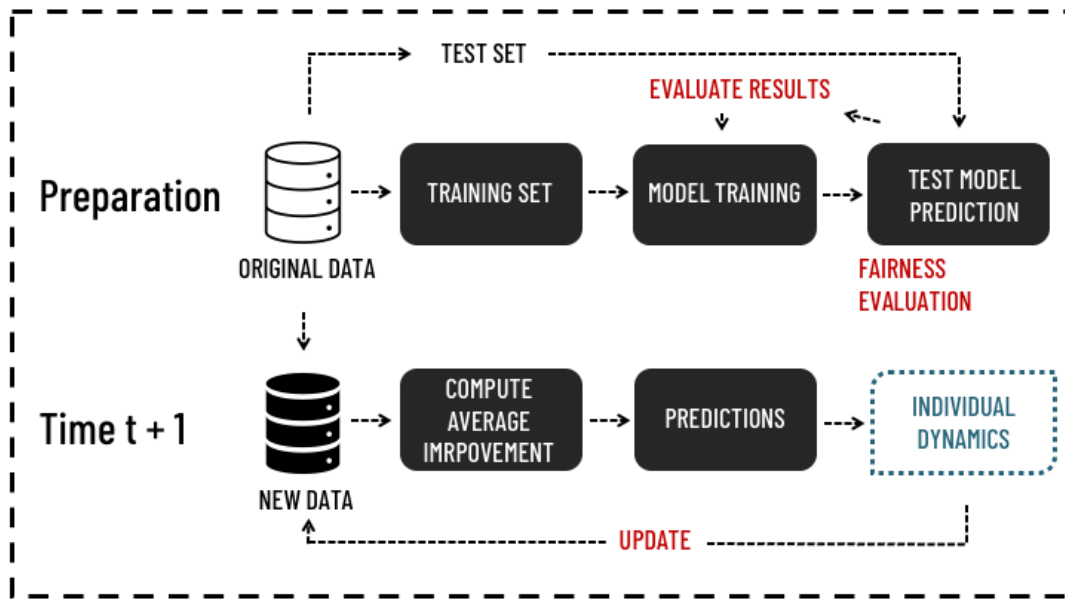 TEST SET
EVALUATE RESULTS
Preparation
TRAINING SET
MODEL TRAINING
TEST MODEL
PREDICTION
ORIGINAL DATA
FAIRNESS
EVALUATION
Time t + 1
COMPUTE
AVERAGE
IMRPOVEMENT
PREDICTIONS
INDIVIDUAL
DYNAMICS
NEW DATA
UPDATE